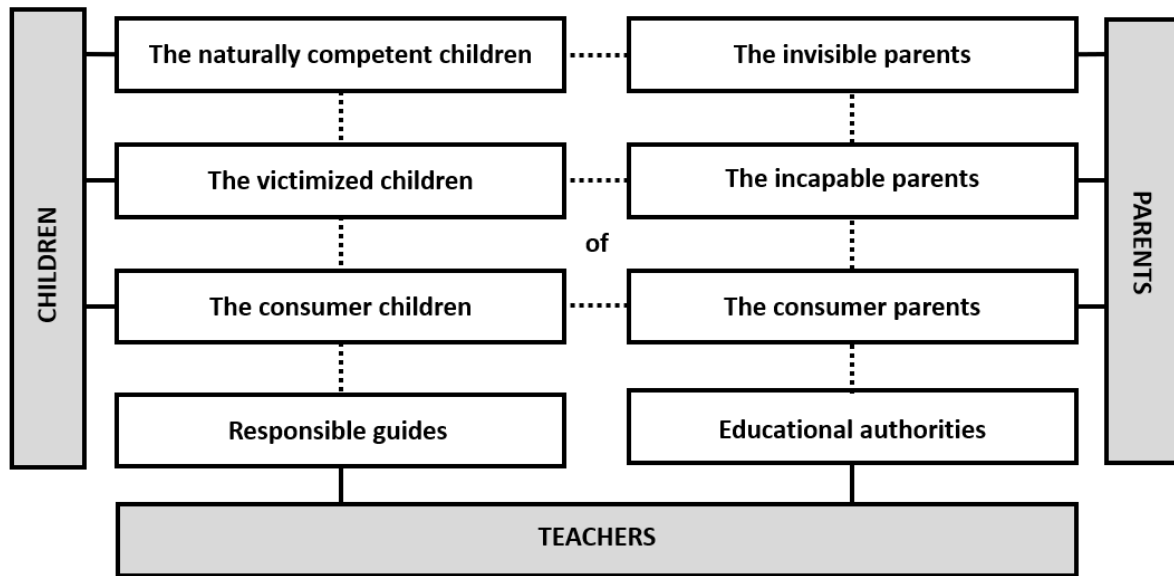 The naturally competent children
The invisible parents
The victimized children
The incapable parents
of
The consumer children
The consumer parents
Responsible guides
Educational authorities
CHILDREN
PARENTS
TEACHERS